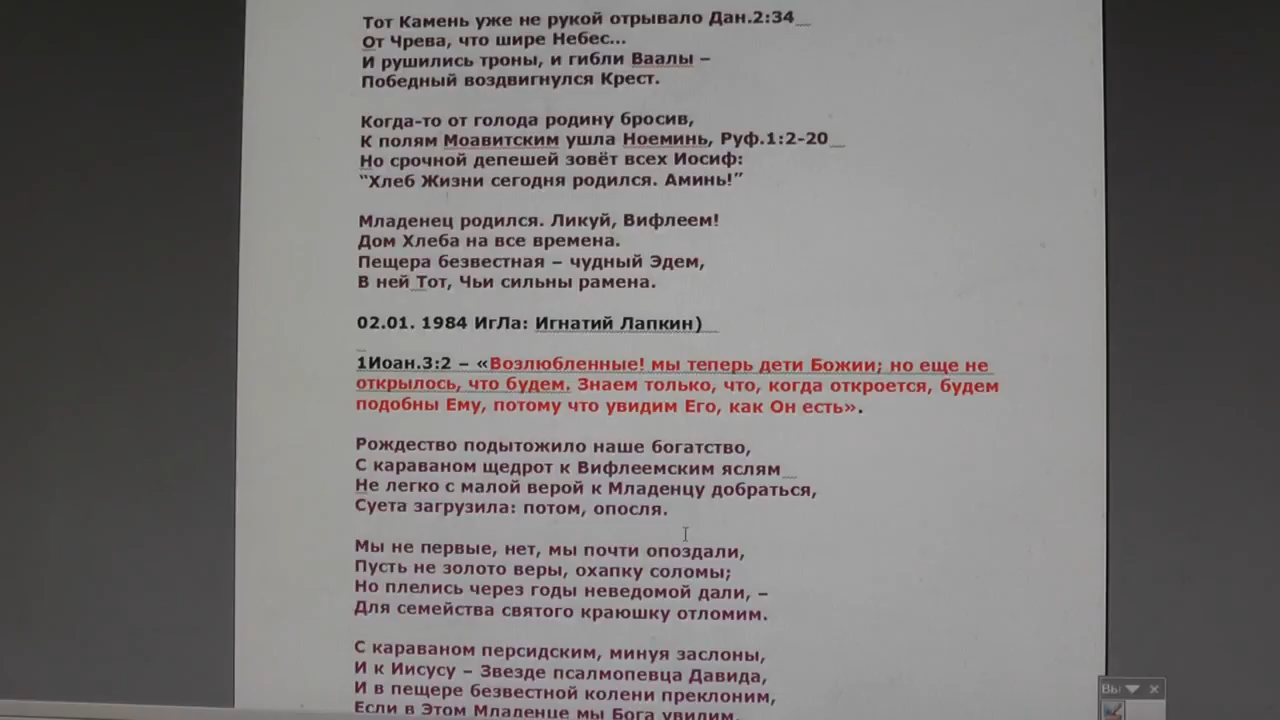 Тот Камень уже не рукой отрывало Дан.2:34
От Чрева, что шире Небес...
И рушились троны, и гибли Ваалы –
Победный воздвигнулся Крест.
Когда-то от голода родину бросив,
К полям Моавитским ушла Ноеминь, Руф.1:2-20
Но срочной депешей зовёт всех Иосиф:
“Хлеб Жизни сегодня родился. Аминь!”
Младенец родился. Ликуй, Вифлеем!
Дом Хлеба на все времена.
Пещера безвестная – чудный Эдем,
В ней Тот, Чьи сильны рамена.
02.01. 1984 ИгЛа: Игнатий Лапкин)
1Иоан.3:2 – «Возлюбленные! мы теперь дети Божии; но еще не
открылось, что будем. Знаем только, что, когда откроется, будем
подобны Ему, потому что увидим Его, как Он есть».
Рождество подытожило наше богатство,
С караваном щедрот к Вифлеемским яслям
Не легко с малой верой к Младенцу добраться,
Суета загрузила: потом, опосля.
Мы не первые, нет, мы почти опоздали,
Пусть не золото веры, охапку соломы;
Но плелись через годы неведомой дали, –
Для семейства святого краюшку отломим.
С караваном персидским, минуя заслоны,
И к Иисусу – Звезде псалмопевца Давида,
И в пещере безвестной колени преклоним,
Если в Этом Младенце мы Бога увидим.
Вы